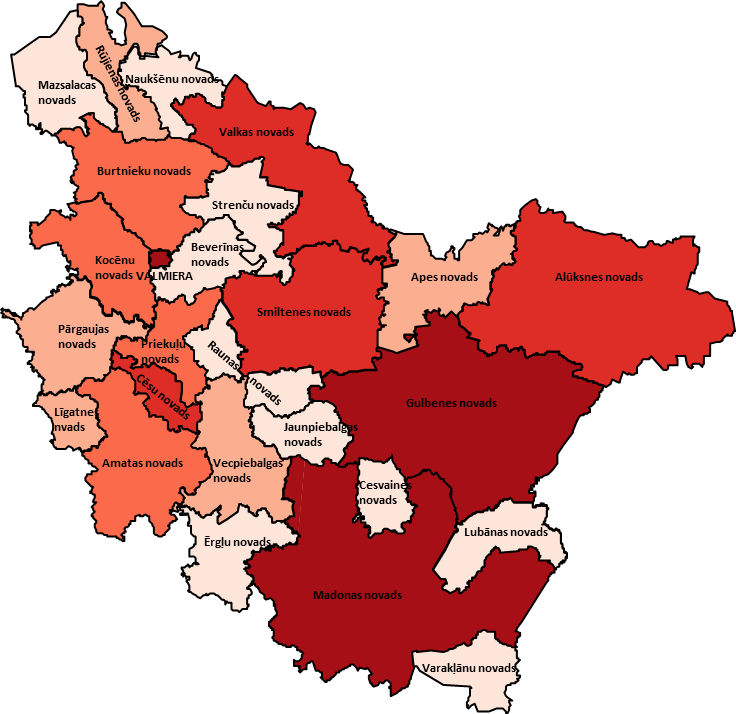 Mazsalacas
novads
Rūjienas novads
Naukšēnu novads
Valkas novads
Burtnieku novads
Strenču novads
Beverīnas
novads
Kocēnu
novads
VALMIERA
Apes novads
Alūksnes novads
Smiltenes novads
Pārgaujas
novads
Priekuļu
novads
Raunas novads
Cēsu novads
Līgatne
nvads
Gulbenes novads
Jaunpiebalgas
novads
Amatas novads
Vecpiebalgas
novads
Cesvaines
novads
Ērgļu novads
Lubānas novads
Madonas novads
Varakļānu novads